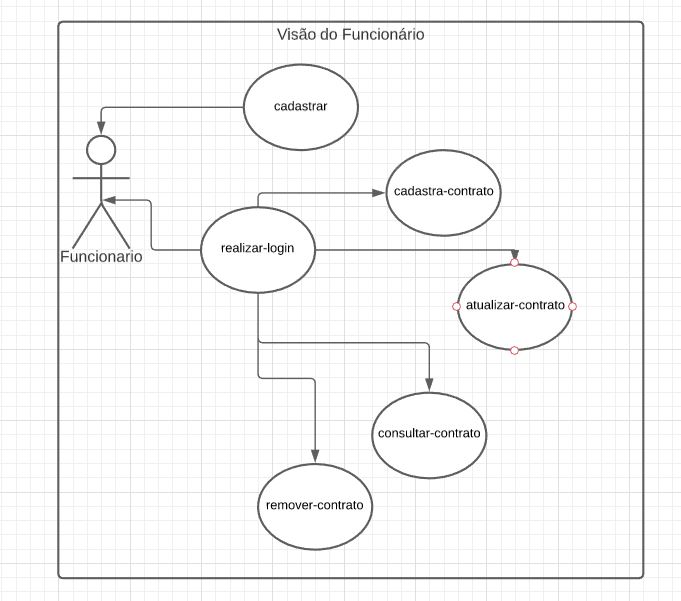 Visão do Funcionário
cadastrar
cadastra-contrato
realizar-login
Funcionario
atualizar-contrato
consultar-contrato
remover-contrato